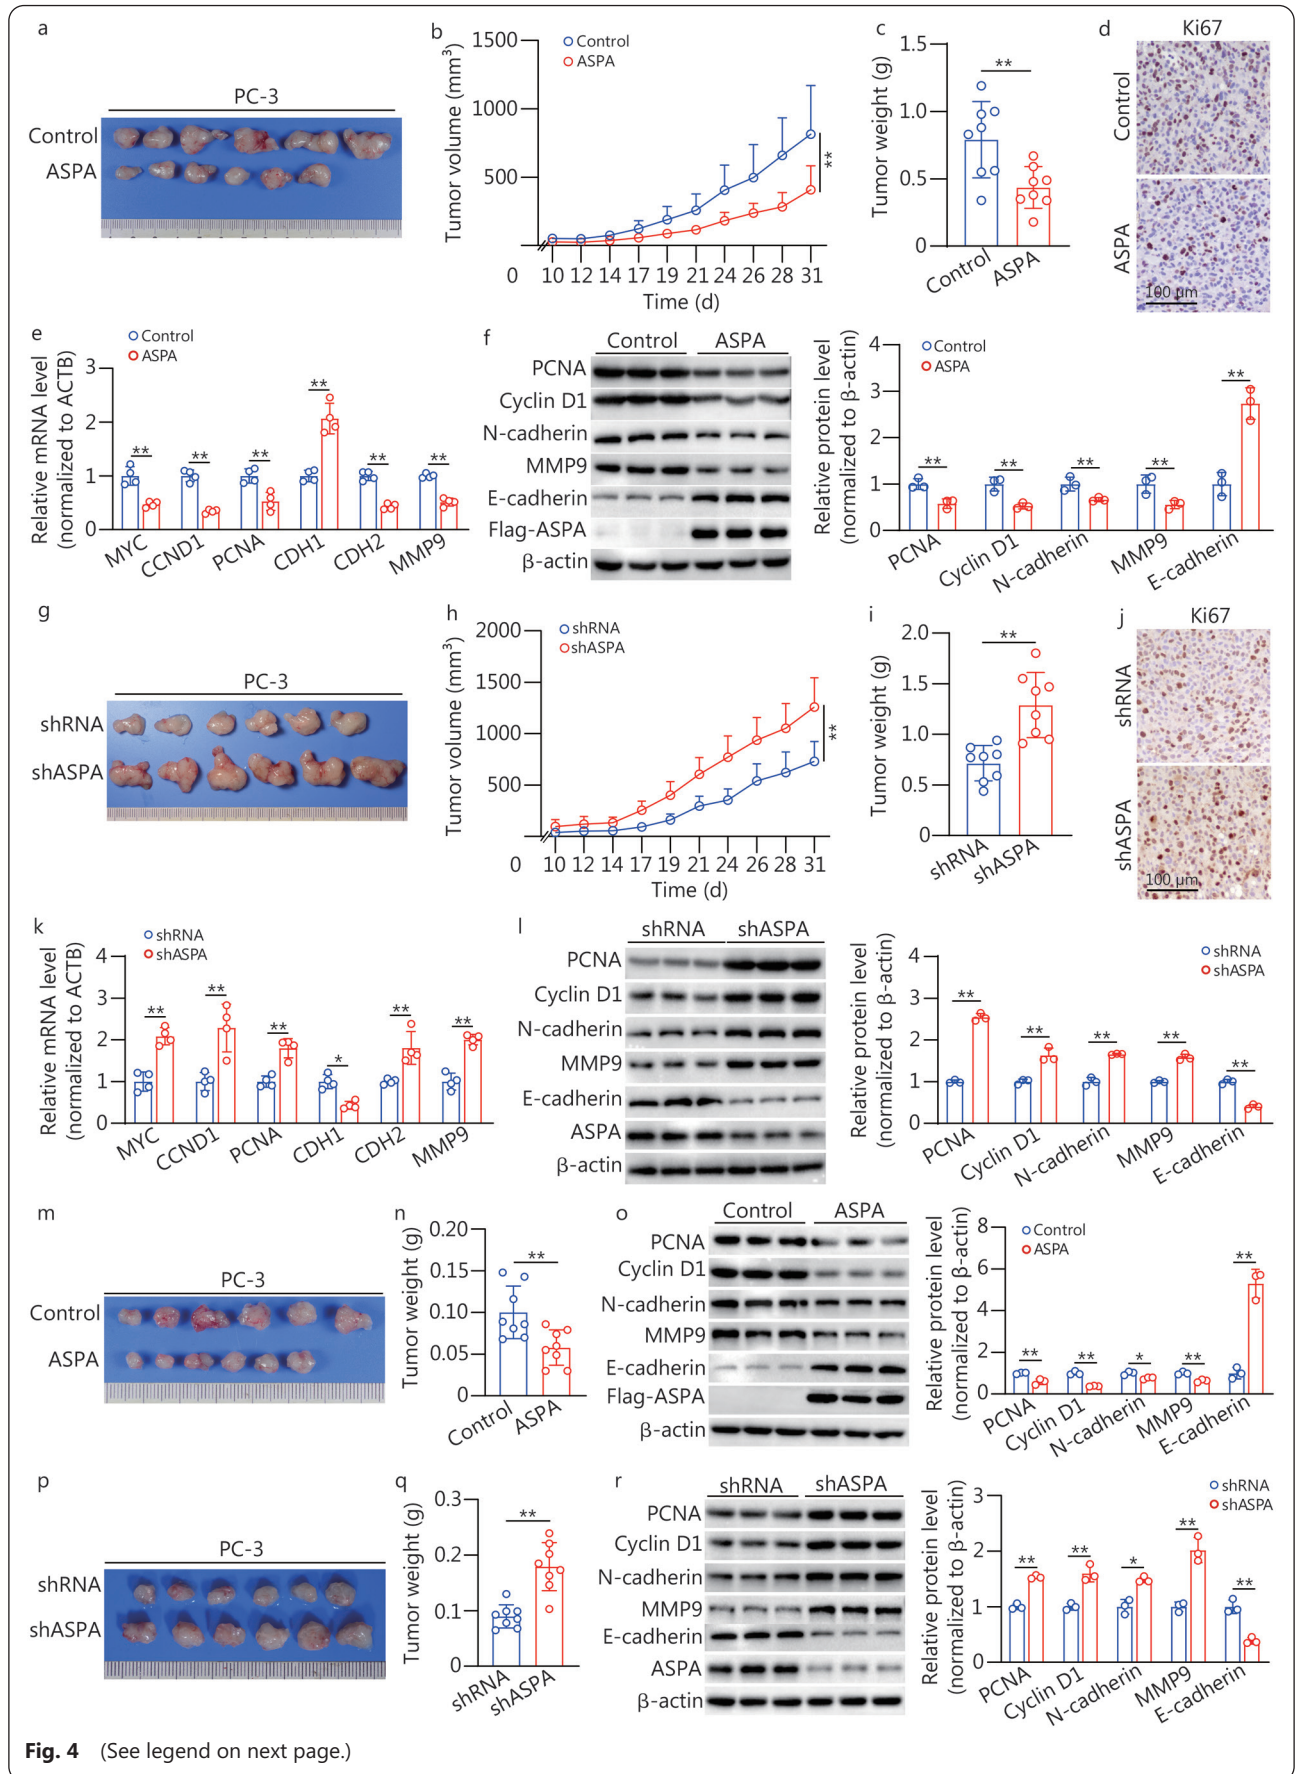 a
PC-3
Control
ASPA
b
Tumor volume (mm³)
1500
1000
500
0
Control
ASPA
**
10 12 14 17 19 21 24 26 28 31
Time (d)
c
Tumor weight (g)
1.5
1.0
0.5
0
**
Control
ASPA
d
Ki67
Control
ASPA
100 μm
e
Relative mRNA level
(normalized to ACTB)
Control
ASPA
3
2
1
0
** ** ** ** ** **
MYC CCND1 PCNA CDH1 CDH2 MMP9
f
Control ASPA
PCNA
Cyclin D1
N-cadherin
MMP9
E-cadherin
Flag-ASPA
β-actin
Relative protein level
(normalized to β-actin)
Control
ASPA
4
3
2
1
0
** ** ** ** **
PCNA Cyclin D1 N-cadherin MMP9 E-cadherin
g
PC-3
shRNA
shASPA
h
Tumor volume (mm³)
2000
1500
1000
500
0
shRNA
shASPA
**
10 12 14 17 19 21 24 26 28 31
Time (d)
i
Tumor weight (g)
2.0
1.5
1.0
0.5
0
**
shRNA
shASPA
j
Ki67
shRNA
shASPA
100 μm
k
Relative mRNA level
(normalized to ACTB)
shRNA
shASPA
4
3
2
1
0
** ** ** * ** **
MYC CCND1 PCNA CDH1 CDH2 MMP9
l
shRNA shASPA
PCNA
Cyclin D1
N-cadherin
MMP9
E-cadherin
ASPA
β-actin
Relative protein level
(normalized to β-actin)
shRNA
shASPA
4
3
2
1
0
** ** ** ** **
PCNA Cyclin D1 N-cadherin MMP9 E-cadherin
m
PC-3
Control
ASPA
n
Tumor weight (g)
0.20
0.15
0.10
0.05
0
**
Control
ASPA
o
Control ASPA
PCNA
Cyclin D1
N-cadherin
MMP9
E-cadherin
Flag-ASPA
β-actin
Relative protein level
(normalized to β-actin)
Control
ASPA
8
6
4
2
0
** ** * ** **
PCNA Cyclin D1 N-cadherin MMP9 E-cadherin
p
PC-3
shRNA
shASPA
q
Tumor weight (g)
0.3
0.2
0.1
0
**
shRNA
shASPA
r
shRNA shASPA
PCNA
Cyclin D1
N-cadherin
MMP9
E-cadherin
ASPA
β-actin
Relative protein level
(normalized to β-actin)
shRNA
shASPA
3
2
1
0
** ** * ** **
PCNA Cyclin D1 N-cadherin MMP9 E-cadherin
Fig. 4 (See legend on next page.)